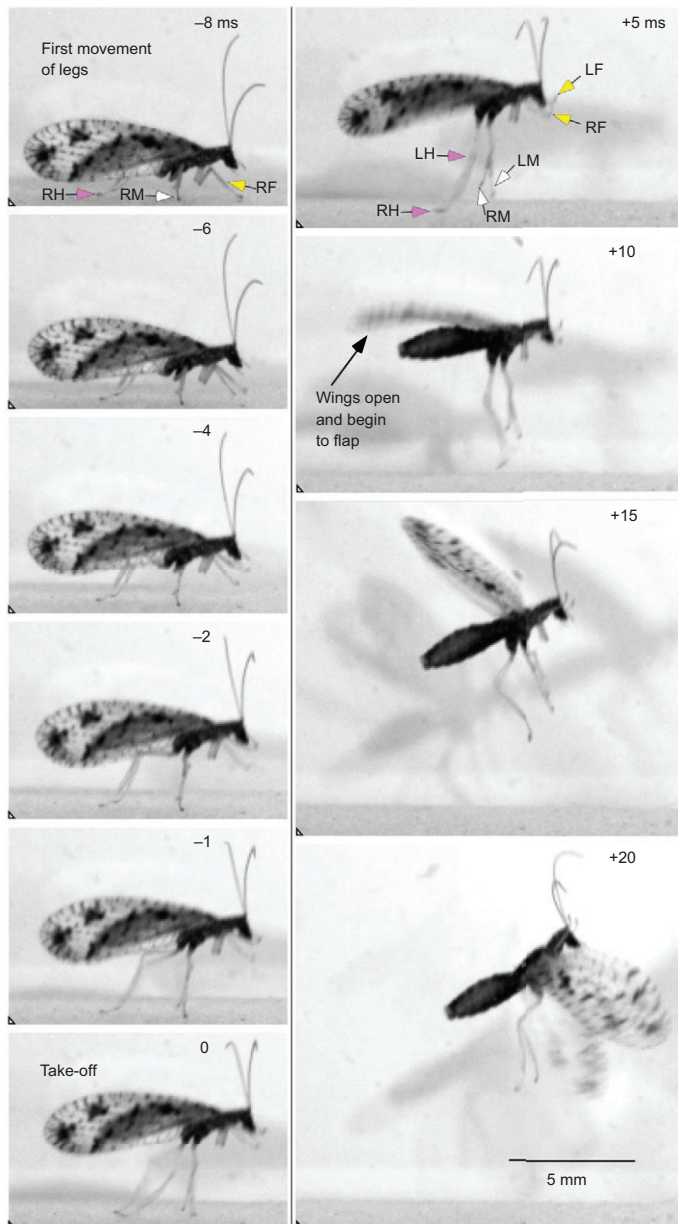 –8 ms
First movement
of legs
RH
RM
RF
–6
–4
–2
–1
0
Take-off
+5 ms
LF
RF
LH
LM
RH
RM
+10
Wings open
and begin
to flap
+15
+20
5 mm